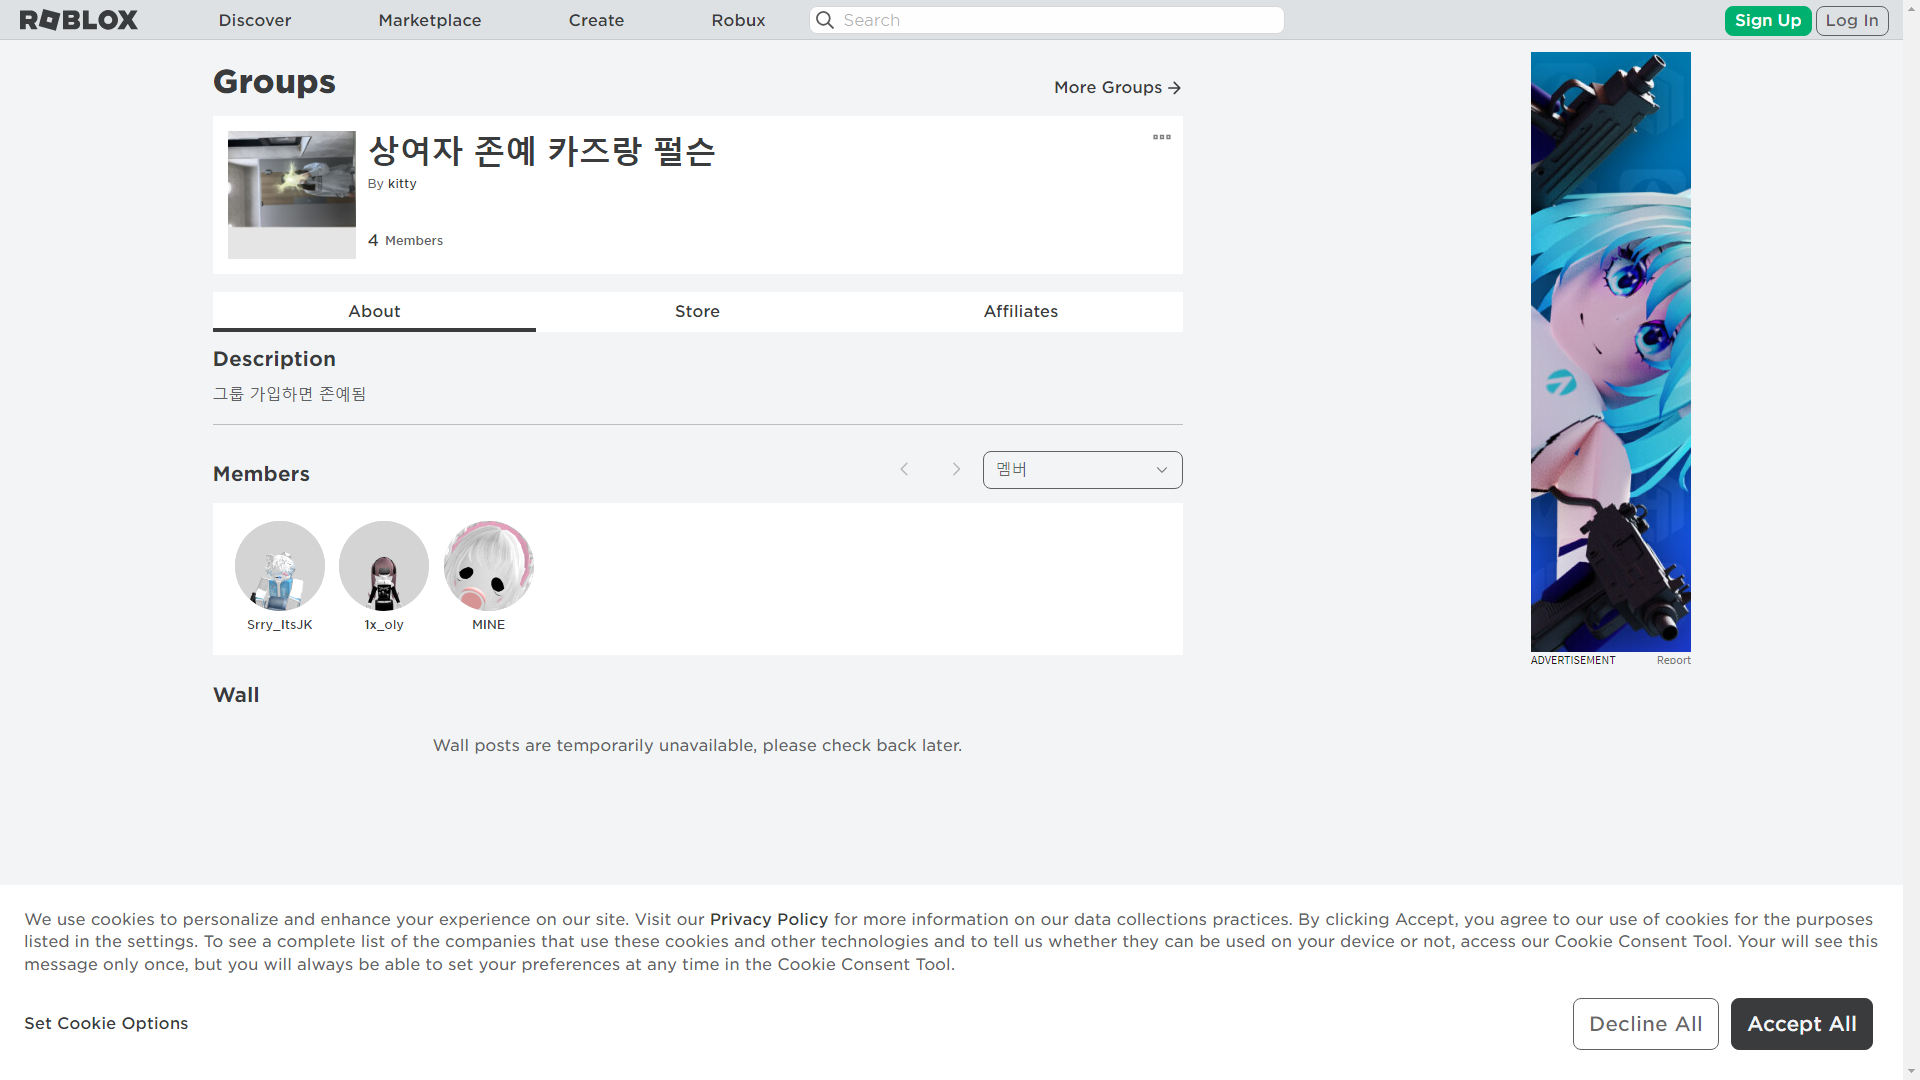 ROBLOX
Discover
Marketplace
Create
Robux
Search
Sign Up
Log In
Groups
More Groups
상여자 존예 카즈랑 펄슨
By kitty
4 Members
About
Store
Affiliates
Description
그룹 가입하면 존예됨
Members
멤버
Srry_ItsJK
1x_oly
MINE
ADVERTISEMENT
Report
Wall
Wall posts are temporarily unavailable, please check back later.
We use cookies to personalize and enhance your experience on our site. Visit our Privacy Policy for more information on our data collections practices. By clicking Accept, you agree to our use of cookies for the purposes
listed in the settings. To see a complete list of the companies that use these cookies and other technologies and to tell us whether they can be used on your device or not, access our Cookie Consent Tool. Your will see this
message only once, but you will always be able to set your preferences at any time in the Cookie Consent Tool.
Set Cookie Options
Decline All
Accept All